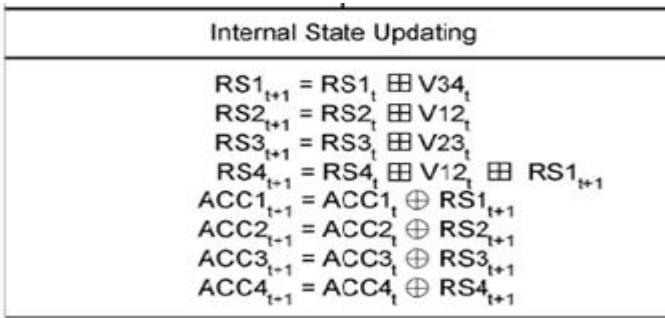 Internal State Updating
RS1ₜ₊₁ = RS1ₜ ⊞ V34ₜ
RS2ₜ₊₁ = RS2ₜ ⊞ V12ₜ
RS3ₜ₊₁ = RS3ₜ ⊞ V23ₜ
RS4ₜ₊₁ = RS4ₜ ⊞ V12ₜ ⊞ RS1ₜ₊₁
ACC1ₜ₊₁ = ACC1ₜ ⊕ RS1ₜ₊₁
ACC2ₜ₊₁ = ACC2ₜ ⊕ RS2ₜ₊₁
ACC3ₜ₊₁ = ACC3ₜ ⊕ RS3ₜ₊₁
ACC4ₜ₊₁ = ACC4ₜ ⊕ RS4ₜ₊₁